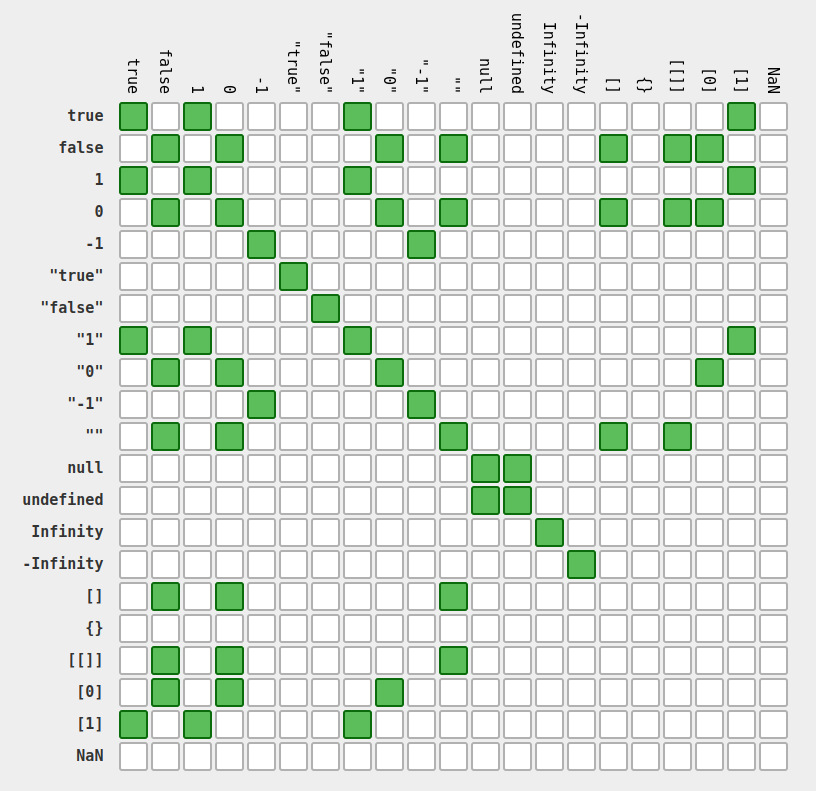 true
false
1
0
-1
"true"
"false"
"1"
"0"
"-1"
""
null
undefined
Infinity
-Infinity
[]
{}
[[]]
[0]
[1]
NaN
true
false
1
0
-1
"true"
"false"
"1"
"0"
"-1"
""
null
undefined
Infinity
-Infinity
[]
{}
[[]]
[0]
[1]
NaN